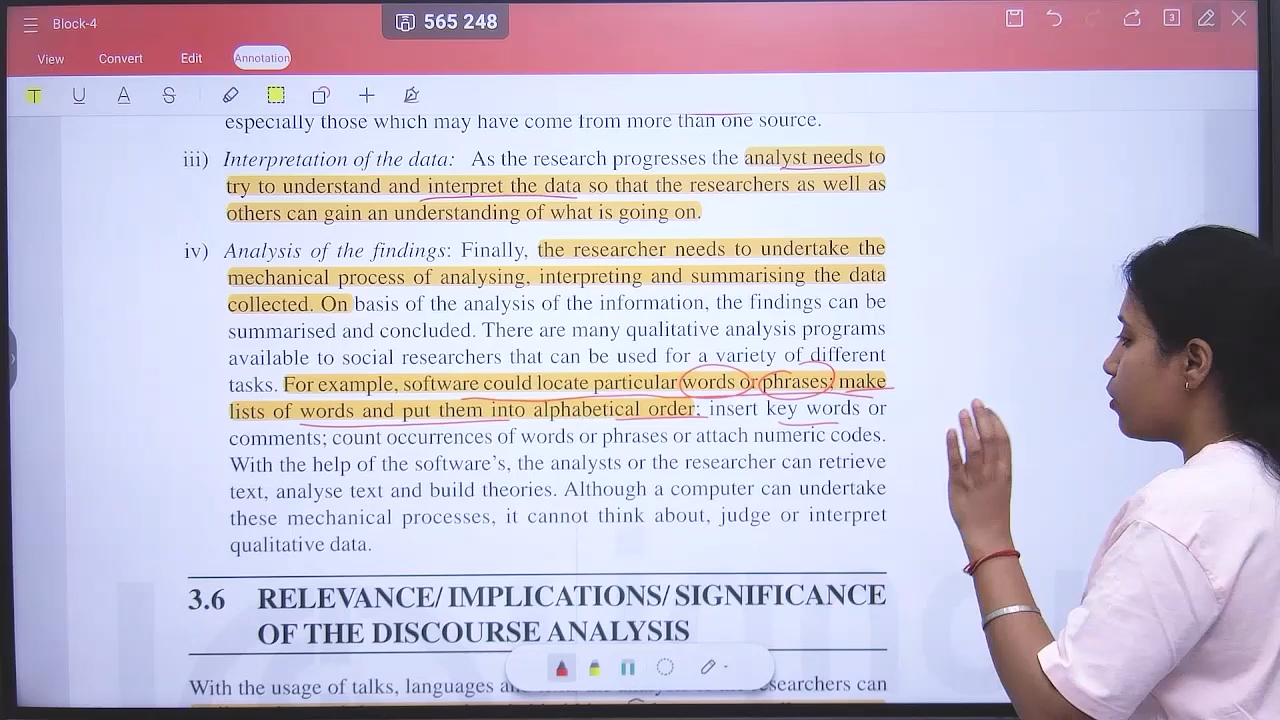 Block-4
565 248
3
View Convert Edit Annotation
T U A S
especially those which may have come from more than one source.
iii) Interpretation of the data: As the research progresses the analyst needs to
try to understand and interpret the data so that the researchers as well as
others can gain an understanding of what is going on.
iv) Analysis of the findings: Finally, the researcher needs to undertake the
mechanical process of analysing, interpreting and summarising the data
collected. On basis of the analysis of the information, the findings can be
summarised and concluded. There are many qualitative analysis programs
available to social researchers that can be used for a variety of different
tasks. For example, software could locate particular words or phrases; make
lists of words and put them into alphabetical order; insert key words or
comments; count occurrences of words or phrases or attach numeric codes.
With the help of the software's, the analysts or the researcher can retrieve
text, analyse text and build theories. Although a computer can undertake
these mechanical processes, it cannot think about, judge or interpret
qualitative data.
3.6 RELEVANCE/ IMPLICATIONS/ SIGNIFICANCE
OF THE DISCOURSE ANALYSIS
With the usage of talks, languages researchers can